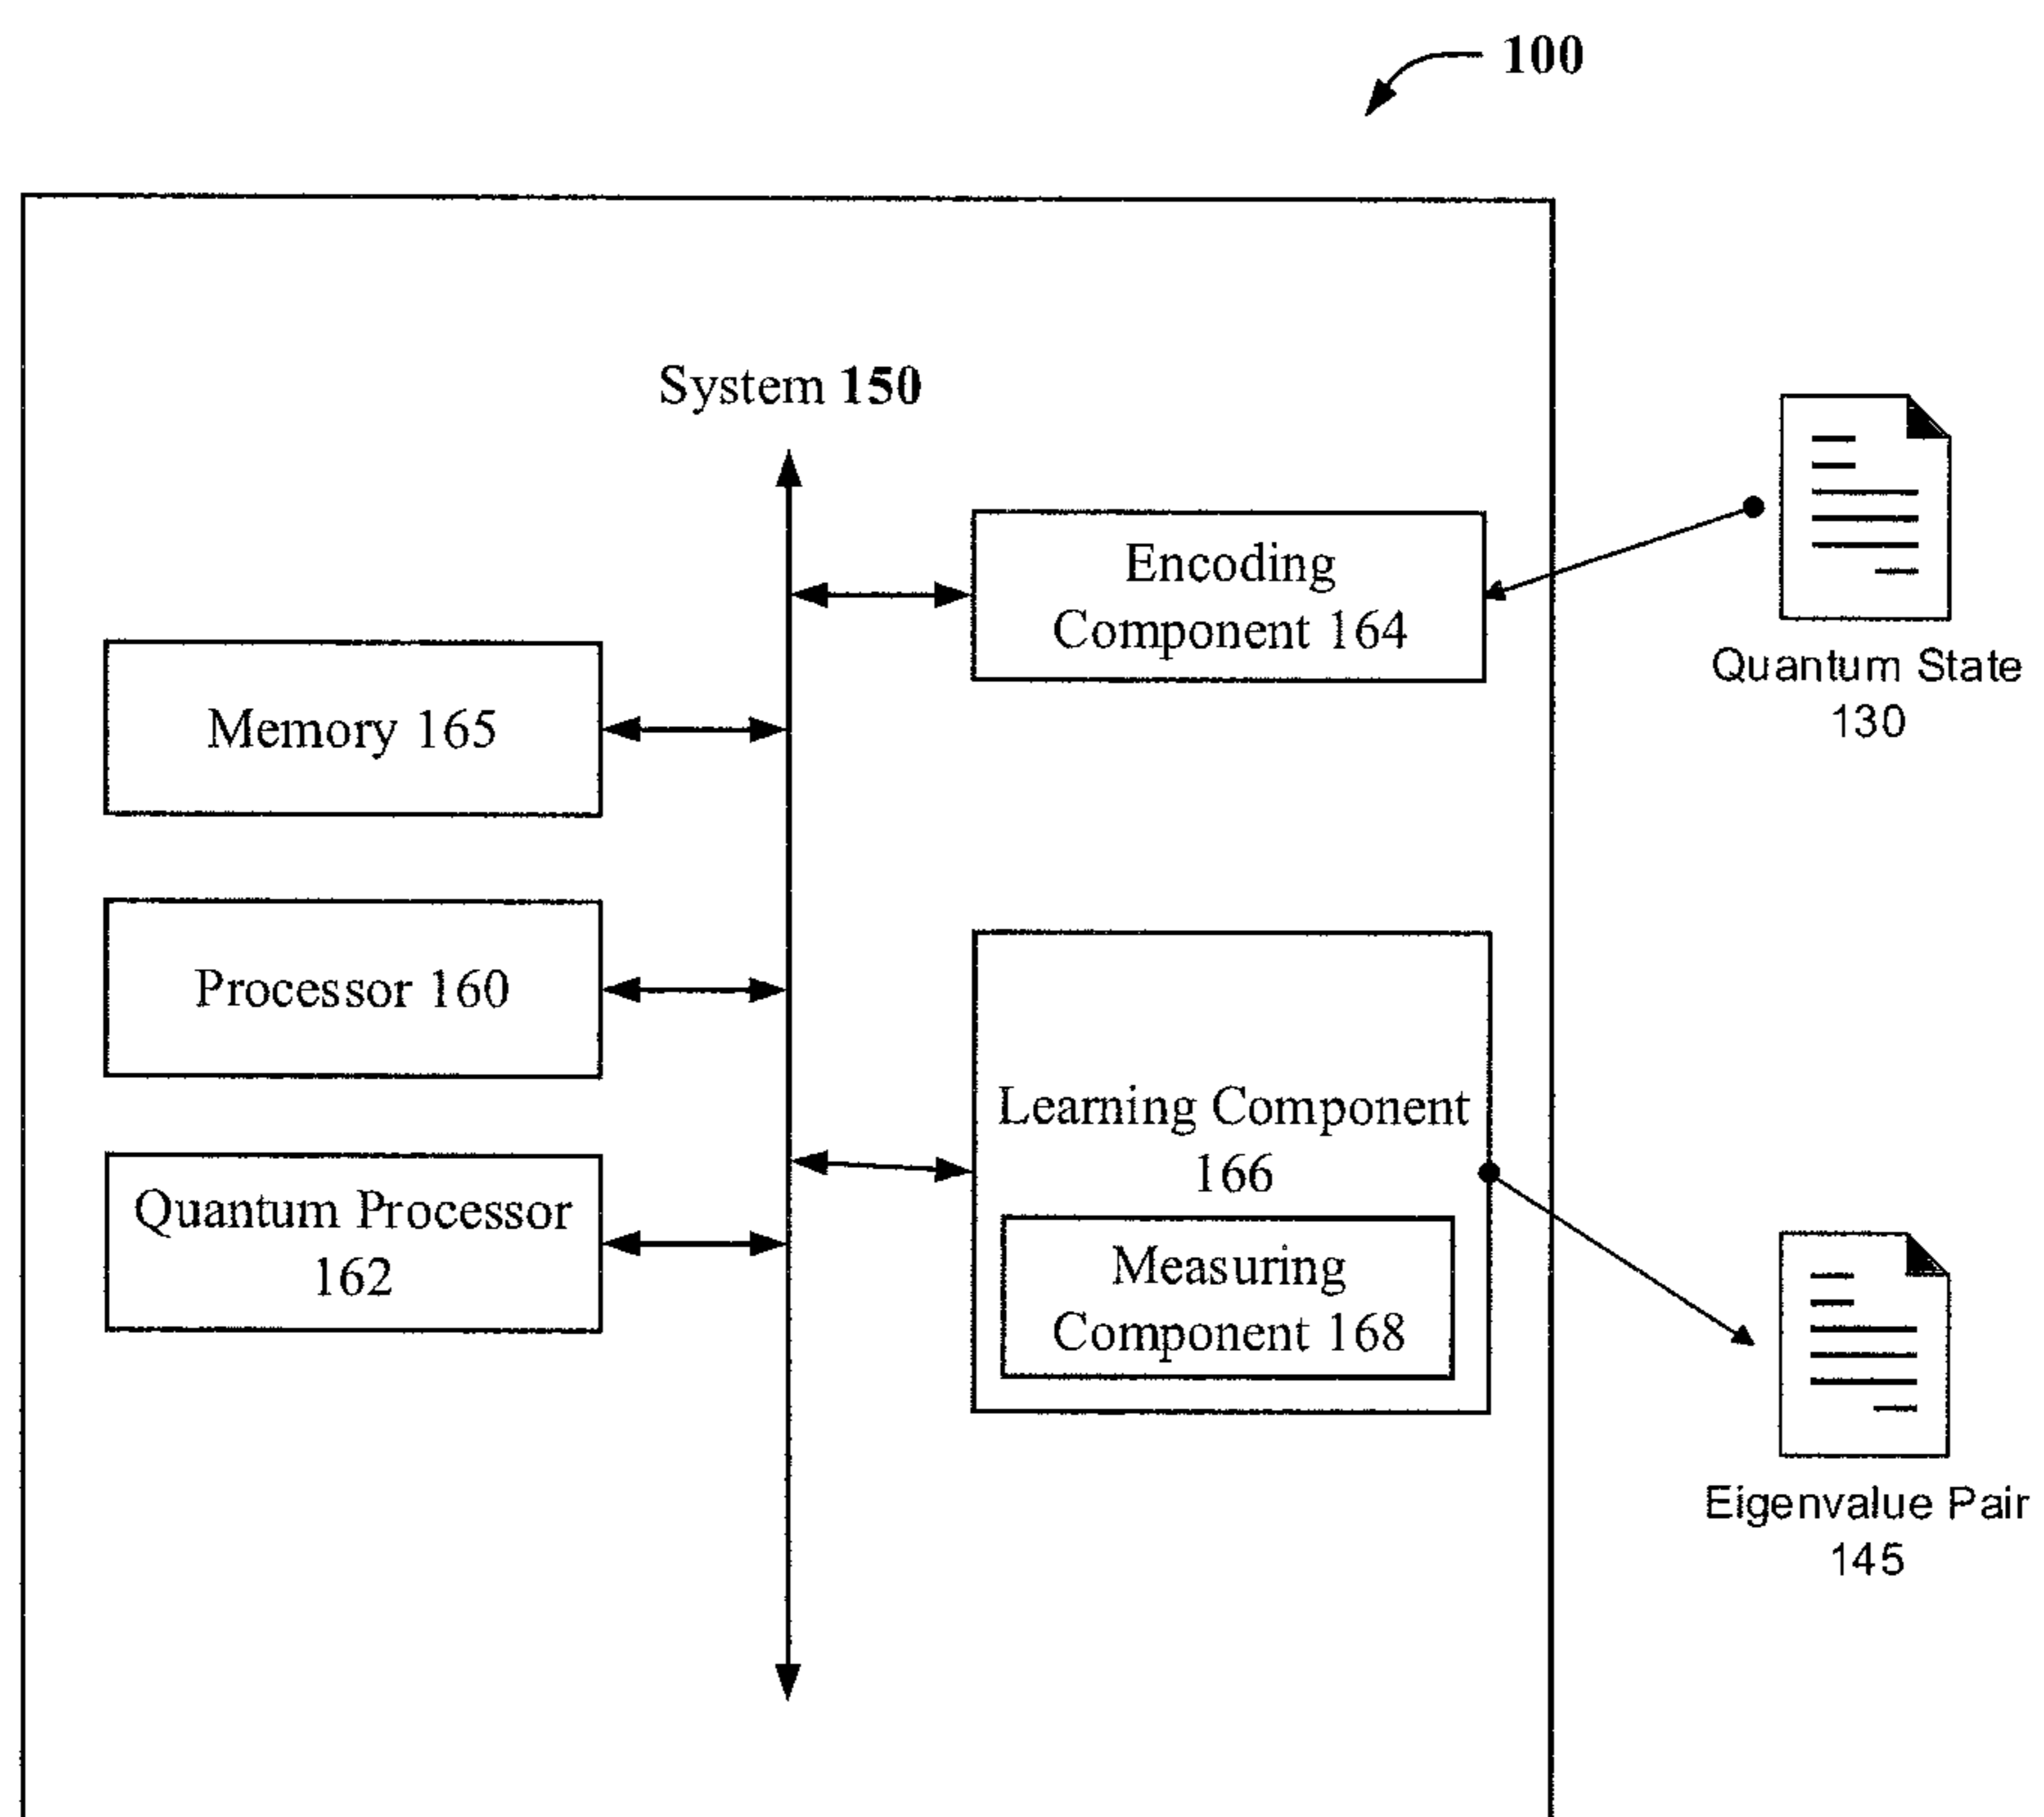 100
System 150
Encoding
Component 164
Quantum State
130
Memory 165
Processor 160
Learning Component
166
Quantum Processor
162
Measuring
Component 168
Eigenvalue Pair
145